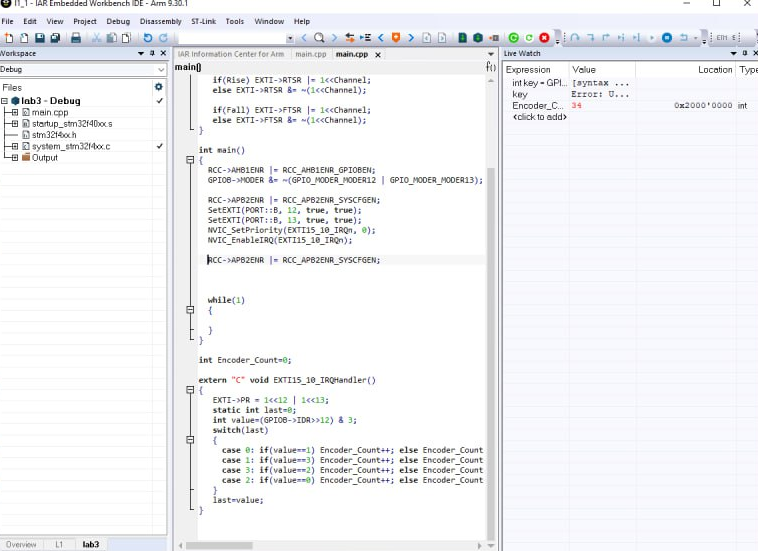 l1_1 - IAR Embedded Workbench IDE - Arm 9.30.1
File Edit View Project Debug Disassembly ST-Link Tools Window Help
Workspace
Debug
Files
lab3 - Debug
main.cpp
startup_stm32f40xx.s
stm32f4xx.h
system_stm32f4xx.c
Output
Overview L1 lab3
IAR Information Center for Arm main.cpp main.cpp x
main()
f()
if(Rise) EXTI->RTSR |= 1<<Channel;
else EXTI->RTSR &= ~(1<<Channel);
if(Fall) EXTI->FTSR |= 1<<Channel;
else EXTI->FTSR &= ~(1<<Channel);
}
int main()
{
RCC->AHB1ENR |= RCC_AHB1ENR_GPIOBEN;
GPIOB->MODER &= ~(GPIO_MODER_MODER12 | GPIO_MODER_MODER13);
RCC->APB2ENR |= RCC_APB2ENR_SYSCFGEN;
SetEXTI(PORT::B, 12, true, true);
SetEXTI(PORT::B, 13, true, true);
NVIC_SetPriority(EXTI15_10_IRQn, 0);
NVIC_EnableIRQ(EXTI15_10_IRQn);
RCC->APB2ENR |= RCC_APB2ENR_SYSCFGEN;
while(1)
{
}
}
int Encoder_Count=0;
extern "C" void EXTI15_10_IRQHandler()
{
EXTI->PR = 1<<12 | 1<<13;
static int last=0;
int value=(GPIOB->IDR>>12) & 3;
switch(last)
{
case 0: if(value==1) Encoder_Count++; else Encoder_Count
case 1: if(value==3) Encoder_Count++; else Encoder_Count
case 3: if(value==2) Encoder_Count++; else Encoder_Count
case 2: if(value==0) Encoder_Count++; else Encoder_Count
}
last=value;
}
Live Watch
Expression Value Location Type
int key = GPI... [syntax ...
key Error: U...
Encoder_C... 34 0x2000'0000 int
<click to add>
ETM